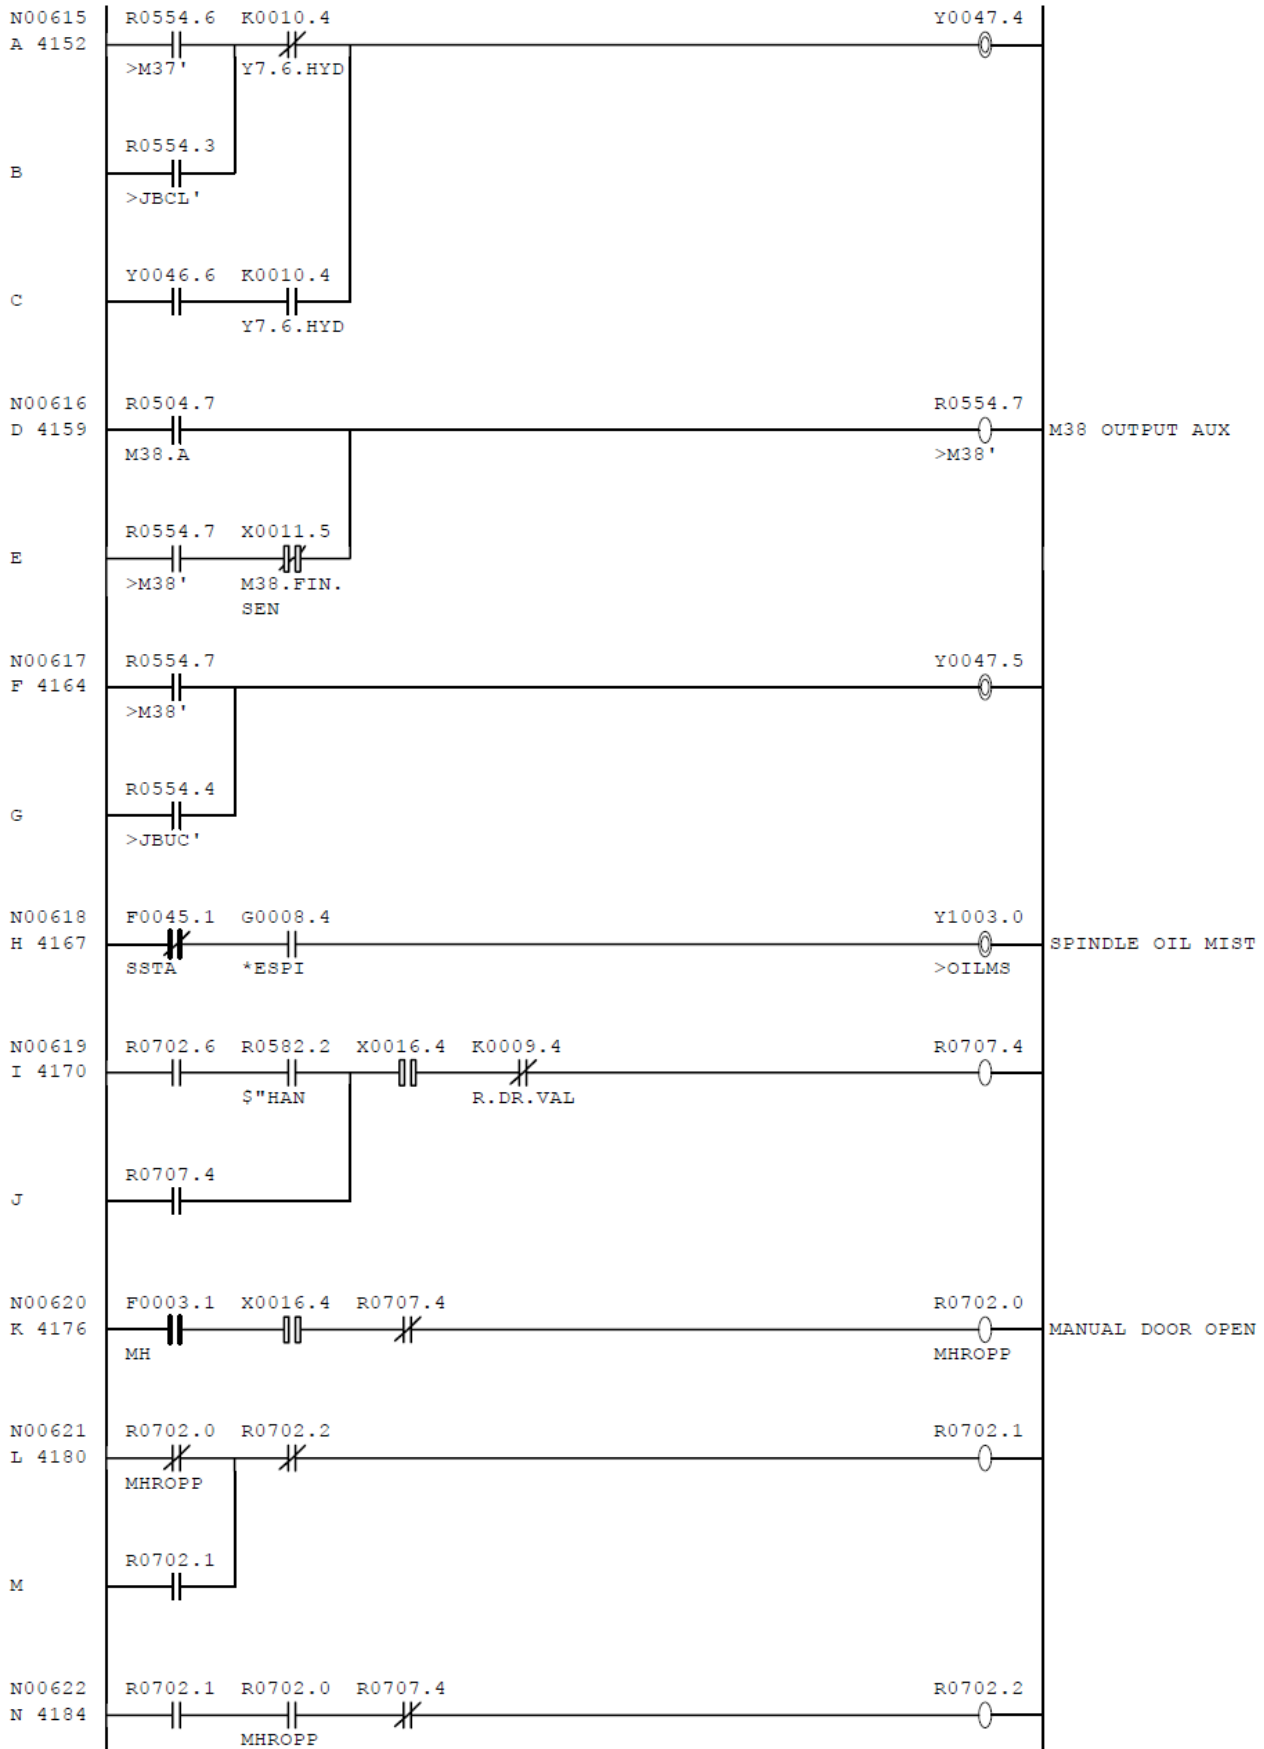 N00615 R0554.6 K0010.4 Y0047.4
A 4152
>M37' Y7.6.HYD
R0554.3
B
>JBCL'
Y0046.6 K0010.4
C
Y7.6.HYD
N00616 R0504.7 R0554.7
D 4159 M38 OUTPUT AUX
M38.A >M38'
R0554.7 X0011.5
E
>M38' M38.FIN.
SEN
N00617 R0554.7 Y0047.5
F 4164
>M38'
R0554.4
G
>JBUC'
N00618 F0045.1 G0008.4 Y1003.0
H 4167 SPINDLE OIL MIST
SSTA *ESPI >OILMS
N00619 R0702.6 R0582.2 X0016.4 K0009.4 R0707.4
I 4170
$"HAN R.DR.VAL
R0707.4
J
N00620 F0003.1 X0016.4 R0707.4 R0702.0
K 4176 MANUAL DOOR OPEN
MH MHROPP
N00621 R0702.0 R0702.2 R0702.1
L 4180
MHROPP
R0702.1
M
N00622 R0702.1 R0702.0 R0707.4 R0702.2
N 4184
MHROPP